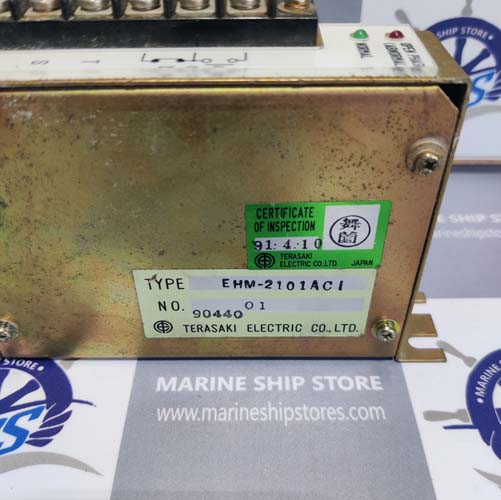 S T
NORMAL
CERTIFICATE
OF INSPECTION
91. 4. 10
TERASAKI
ELECTRIC CO., LTD. JAPAN
TYPE EHM-2101AC1
NO. 90440 01
TERASAKI ELECTRIC CO., LTD.
MARINE SHIP STORE
www.marineshipstores.com